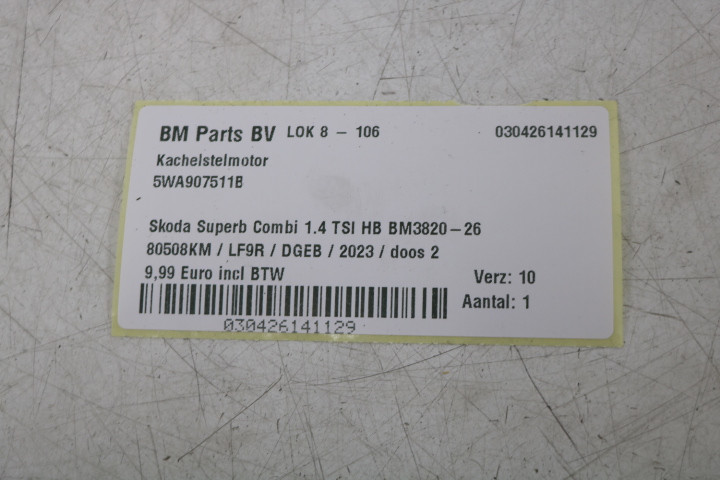 BM Parts BV LOK 8 - 106 030426141129
Kachelstelmotor
5WA907511B
Skoda Superb Combi 1.4 TSI HB BM3820-26
80508KM / LF9R / DGEB / 2023 / doos 2
9,99 Euro incl BTW Verz: 10
Aantal: 1
030426141129